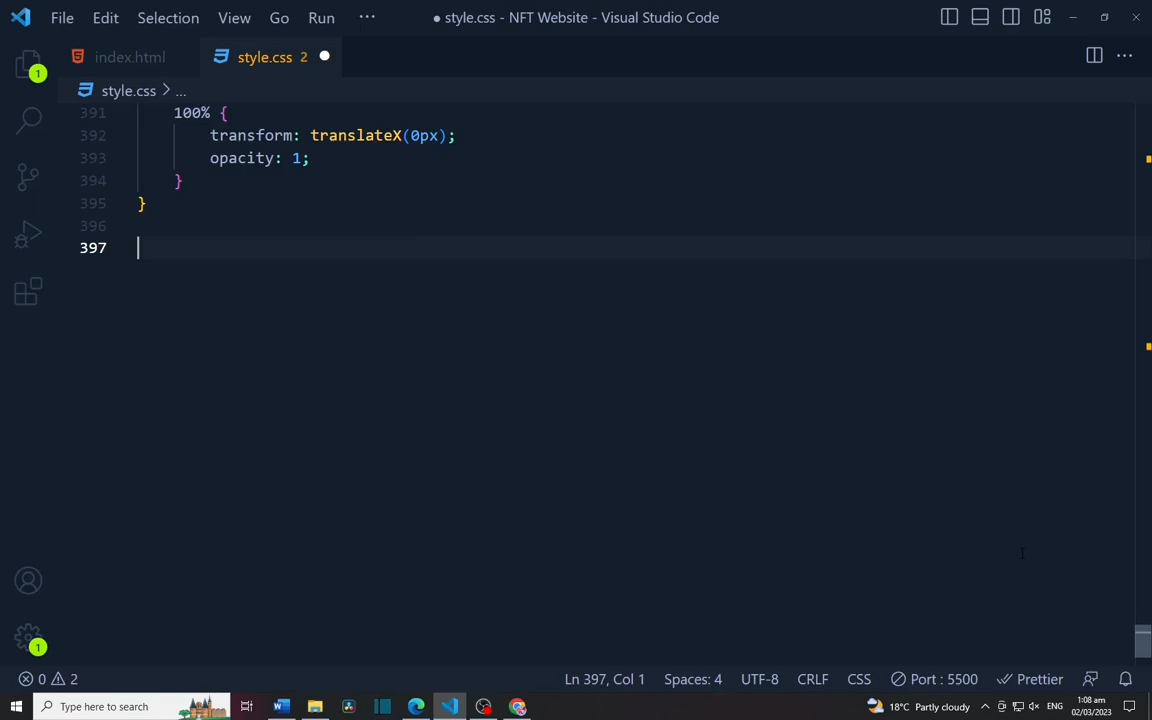 File Edit Selection View Go Run ··· ● style.css - NFT Website - Visual Studio Code
index.html style.css 2
style.css > ...
391 100% {
392 transform: translateX(0px);
393 opacity: 1;
394 }
395 }
396
397
1
1
0 2 Ln 397, Col 1 Spaces: 4 UTF-8 CRLF CSS Port : 5500 Prettier
Type here to search 18°C Partly cloudy ENG 1:08 am
02/03/2023